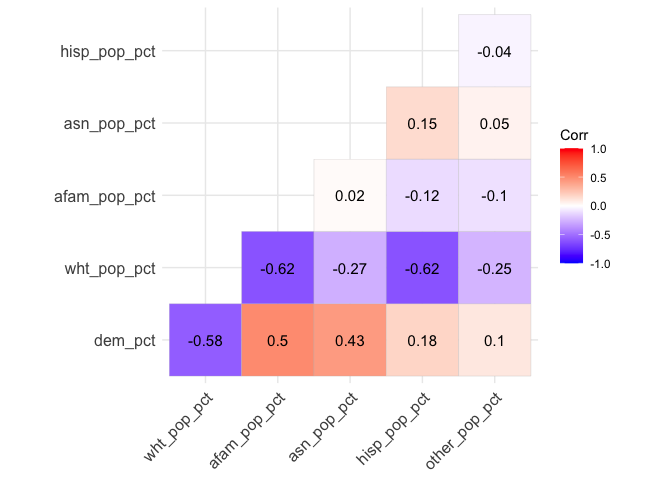 hisp_pop_pct -0.04
asn_pop_pct 0.15 0.05
afam_pop_pct 0.02 -0.12 -0.1
wht_pop_pct -0.62 -0.27 -0.62 -0.25
dem_pct -0.58 0.5 0.43 0.18 0.1
wht_pop_pct afam_pop_pct asn_pop_pct hisp_pop_pct other_pop_pct
Corr
1.0
0.5
0.0
-0.5
-1.0